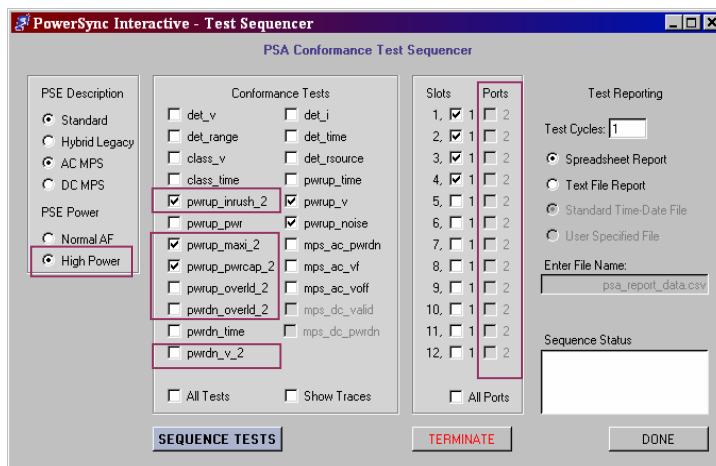 PowerSync Interactive - Test Sequencer
PSA Conformance Test Sequencer
PSE Description
Standard
Hybrid Legacy
AC MPS
DC MPS
PSE Power
Normal AF
High Power
Conformance Tests
det_v
det_i
det_range
det_time
class_v
det_rsource
class_time
pwrup_time
pwrup_inrush_2
pwrup_v
pwrup_pwr
pwrup_noise
pwrup_maxi_2
mps_ac_pwrdn
pwrup_pwrcap_2
mps_ac_vf
pwrup_overld_2
mps_ac_voff
pwrdn_overld_2
mps_dc_valid
pwrdn_time
mps_dc_pwrdn
pwrdn_v_2
All Tests
Show Traces
Slots Ports
1, 1 2
2, 1 2
3, 1 2
4, 1 2
5, 1 2
6, 1 2
7, 1 2
8, 1 2
9, 1 2
10, 1 2
11, 1 2
12, 1 2
All Ports
Test Reporting
Test Cycles: 1
Spreadsheet Report
Text File Report
Standard Time-Date File
User Specified File
Enter File Name:
psa_report_data.csv
Sequence Status
SEQUENCE TESTS
TERMINATE
DONE